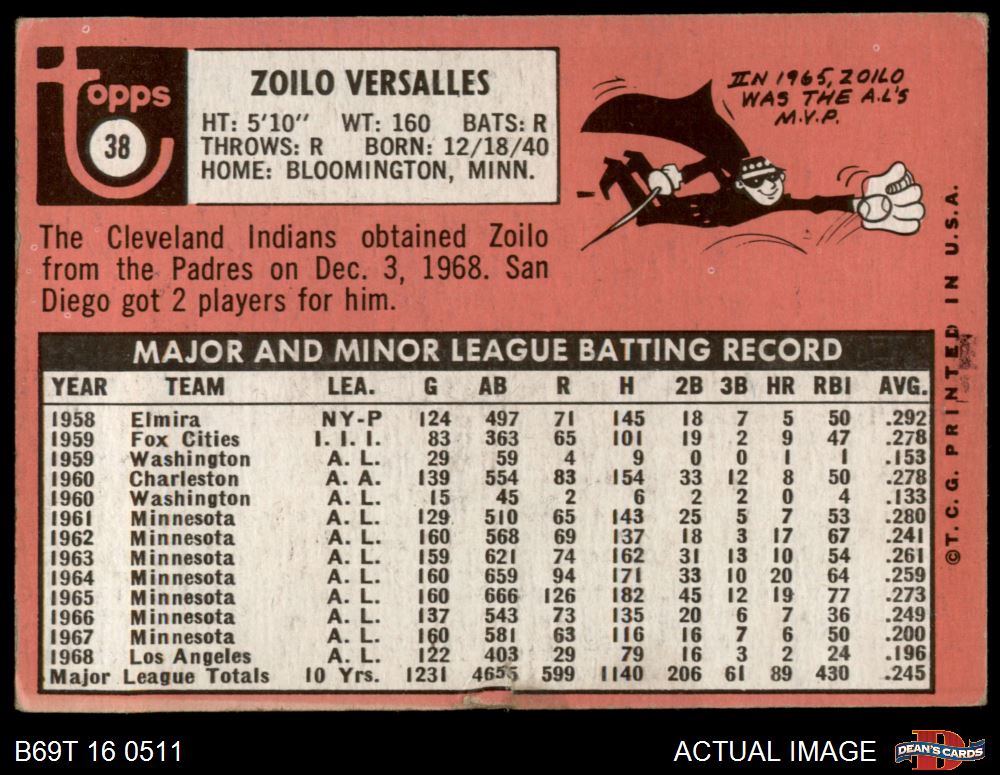 topps
38
ZOILO VERSALLES
HT: 5'10" WT: 160 BATS: R
THROWS: R BORN: 12/18/40
HOME: BLOOMINGTON, MINN.
IN 1965, ZOILO
WAS THE A.L'S
M.V.P.
The Cleveland Indians obtained Zoilo
from the Padres on Dec. 3, 1968. San
Diego got 2 players for him.
MAJOR AND MINOR LEAGUE BATTING RECORD
YEAR TEAM LEA. G AB R H 2B 3B HR RBI AVG.
1958 Elmira NY-P 124 497 71 145 18 7 5 50 .292
1959 Fox Cities I. I. I. 83 363 65 101 19 2 9 47 .278
1959 Washington A. L. 29 59 4 9 0 0 1 1 .153
1960 Charleston A. A. 139 554 83 154 33 12 8 50 .278
1960 Washington A. L. 15 45 2 6 2 2 0 4 .133
1961 Minnesota A. L. 129 510 65 143 25 5 7 53 .280
1962 Minnesota A. L. 160 568 69 137 18 3 17 67 .241
1963 Minnesota A. L. 159 621 74 162 31 13 10 54 .261
1964 Minnesota A. L. 160 659 94 171 33 10 20 64 .259
1965 Minnesota A. L. 160 666 126 182 45 12 19 77 .273
1966 Minnesota A. L. 137 543 73 135 20 6 7 36 .249
1967 Minnesota A. L. 160 581 63 116 16 7 6 50 .200
1968 Los Angeles A. L. 122 403 29 79 16 3 2 24 .196
Major League Totals 10 Yrs. 1231 4655 599 1140 206 61 89 430 .245
©T. C. G. PRINTED IN U.S.A.
B69T 16 0511
ACTUAL IMAGE
DEAN'S CARDS